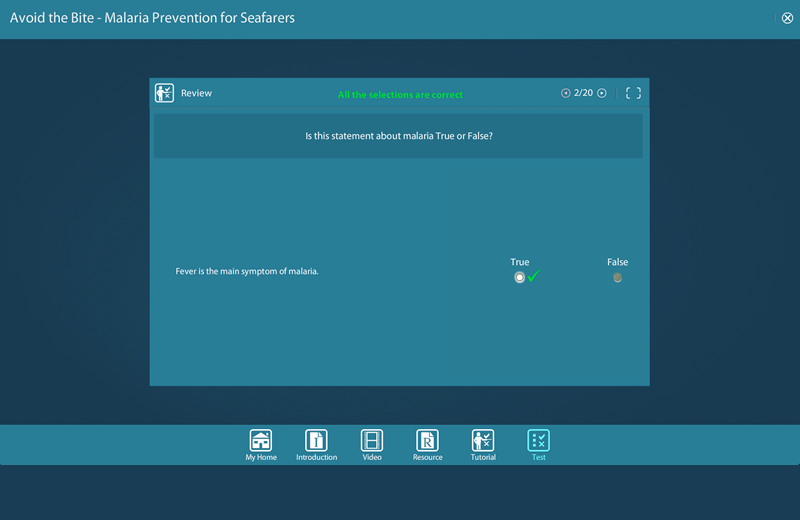 Avoid the Bite - Malaria Prevention for Seafarers
Review
All the selections are correct
2/20
Is this statement about malaria True or False?
True
False
Fever is the main symptom of malaria.
My Home
Introduction
Video
Resource
Tutorial
Test